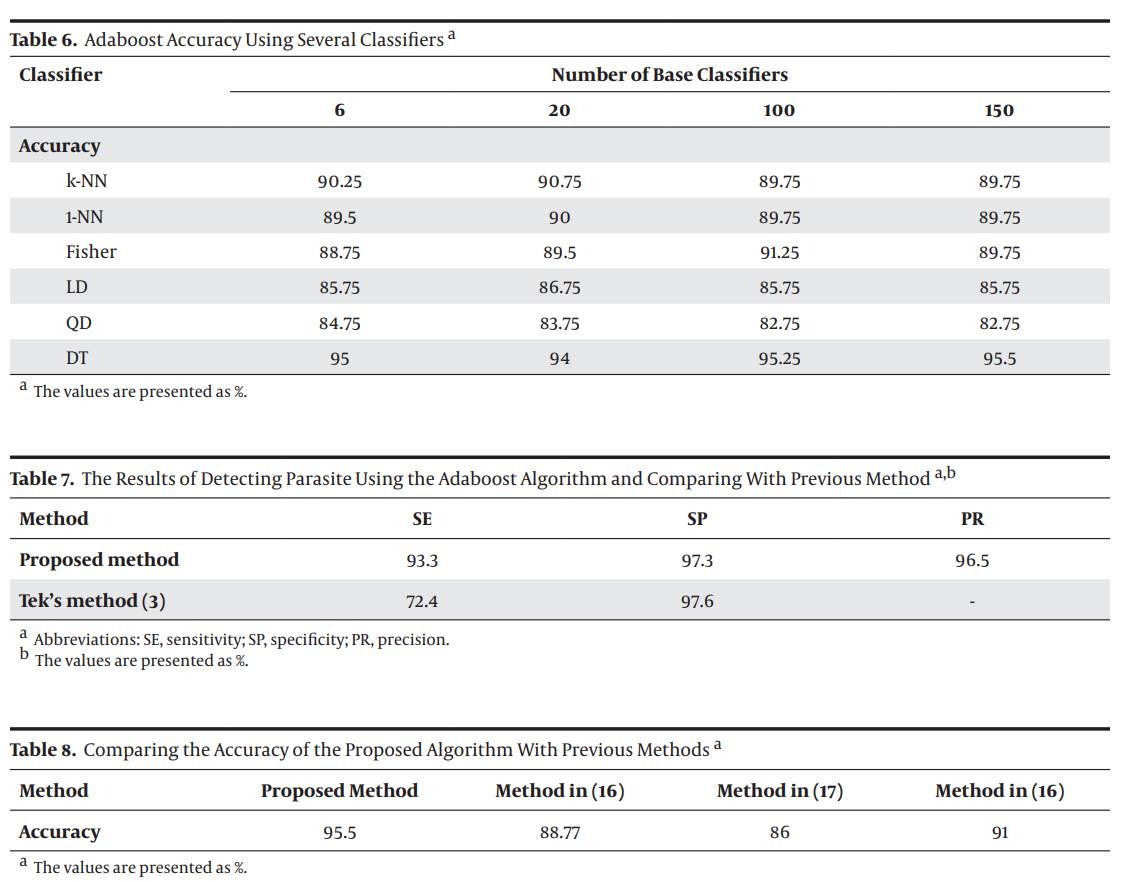 Table 6. Adaboost Accuracy Using Several Classifiers a
Classifier Number of Base Classifiers
6 20 100 150
Accuracy
k-NN 90.25 90.75 89.75 89.75
1-NN 89.5 90 89.75 89.75
Fisher 88.75 89.5 91.25 89.75
LD 85.75 86.75 85.75 85.75
QD 84.75 83.75 82.75 82.75
DT 95 94 95.25 95.5
a The values are presented as %.
Table 7. The Results of Detecting Parasite Using the Adaboost Algorithm and Comparing With Previous Method a,b
Method SE SP PR
Proposed method 93.3 97.3 96.5
Tek’s method (3) 72.4 97.6 -
a Abbreviations: SE, sensitivity; SP, specificity; PR, precision.
b The values are presented as %.
Table 8. Comparing the Accuracy of the Proposed Algorithm With Previous Methods a
Method Proposed Method Method in (16) Method in (17) Method in (16)
Accuracy 95.5 88.77 86 91
a The values are presented as %.